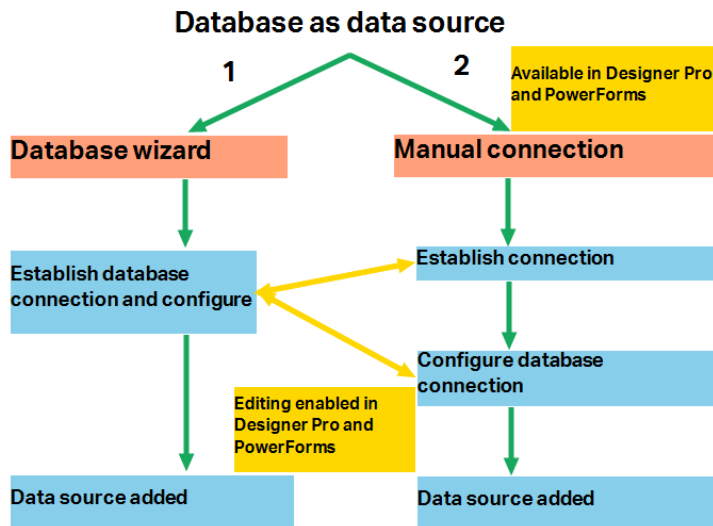 Database as data source
1
2
Available in Designer Pro
and PowerForms
Database wizard
Manual connection
Establish database
connection and configure
Establish connection
Configure database
connection
Editing enabled in
Designer Pro and
PowerForms
Data source added
Data source added